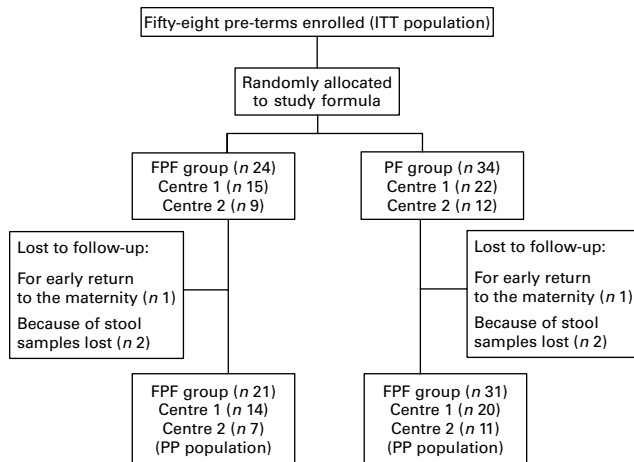 Fifty-eight pre-terms enrolled (ITT population)
Randomly allocated
to study formula
FPF group (n 24)
Centre 1 (n 15)
Centre 2 (n 9)
PF group (n 34)
Centre 1 (n 22)
Centre 2 (n 12)
Lost to follow-up:
For early return
to the maternity (n 1)
Because of stool
samples lost (n 2)
Lost to follow-up:
For early return
to the maternity (n 1)
Because of stool
samples lost (n 2)
FPF group (n 21)
Centre 1 (n 14)
Centre 2 (n 7)
(PP population)
FPF group (n 31)
Centre 1 (n 20)
Centre 2 (n 11)
(PP population)